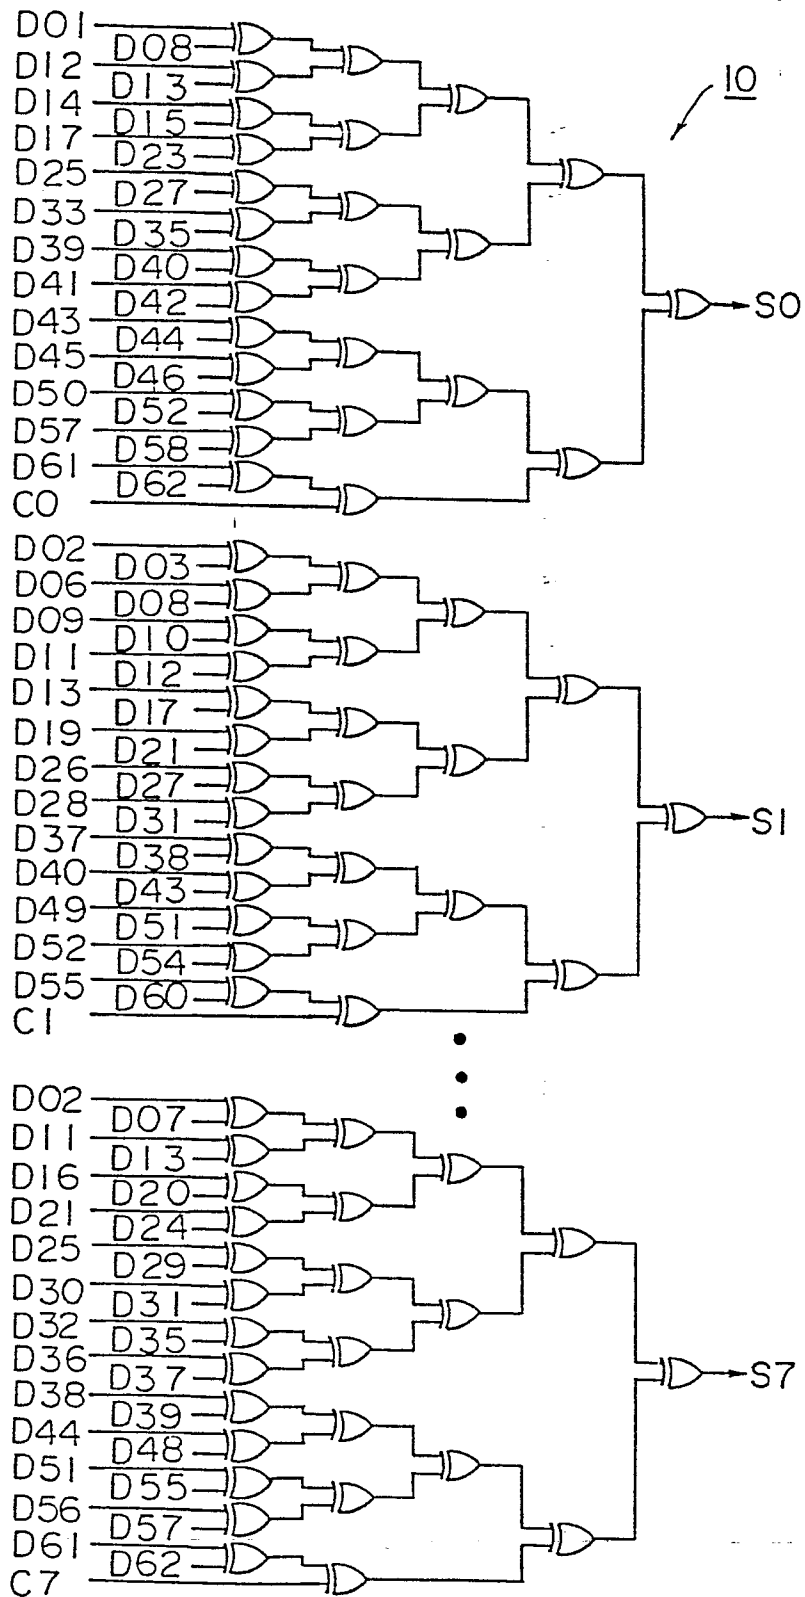 D01
D08
D12
D13
D14
D15
D17
D23
D25
D27
D33
D35
D39
D40
D41
D42
D43
D44
D45
D46
D50
D52
D57
D58
D61
D62
C0
10
S0
D02
D03
D06
D08
D09
D10
D11
D12
D13
D17
D19
D21
D26
D27
D28
D31
D37
D38
D40
D43
D49
D51
D52
D54
D55
D60
C1
S1
D02
D07
D11
D13
D16
D20
D21
D24
D25
D29
D30
D31
D32
D35
D36
D37
D38
D39
D44
D48
D51
D55
D56
D57
D61
D62
C7
S7